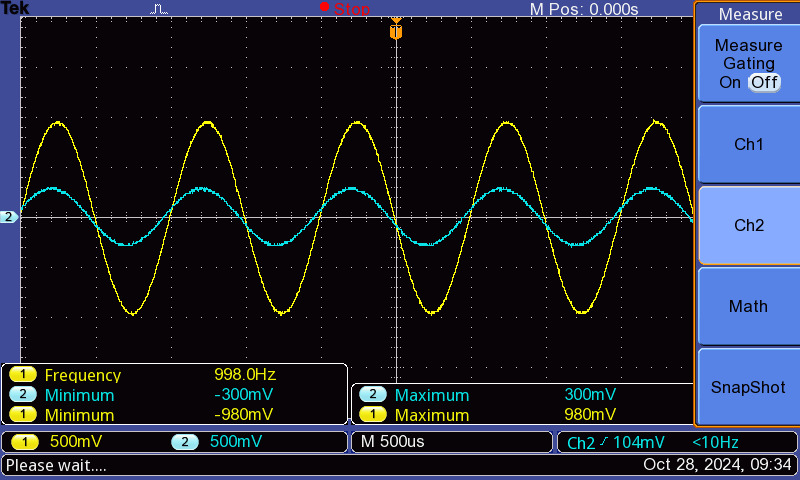 Tek
Stop
M Pos: 0.000s
Measure
T
Measure
Gating
On Off
Ch1
2
Ch2
Math
SnapShot
1 Frequency 998.0Hz
2 Minimum -300mV
1 Minimum -980mV
2 Maximum 300mV
1 Maximum 980mV
1 500mV 2 500mV
M 500us
Ch2 104mV <10Hz
Please wait....
Oct 28, 2024, 09:34